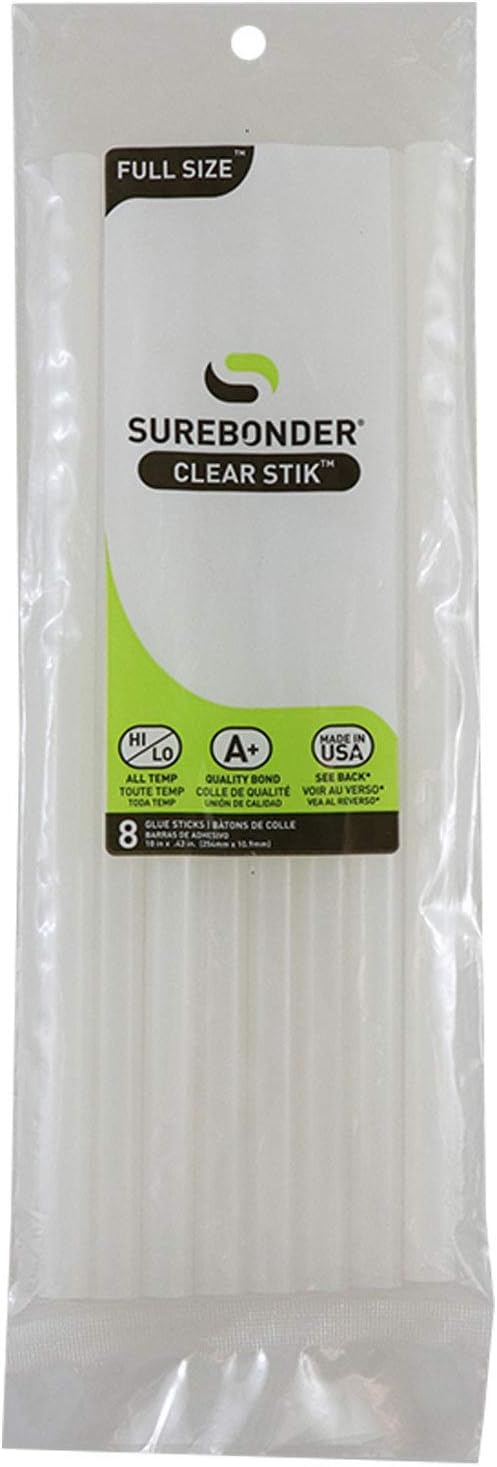 FULL SIZE™
SUREBONDER®
CLEAR STIK™
HI/LO
ALL TEMP
TOUTE TEMP
TODA TEMP
A+
QUALITY BOND
COLLE DE QUALITÉ
UNIÓN DE CALIDAD
MADE IN
USA
SEE BACK*
VOIR AU VERSO*
VEA AL REVERSO*
8 GLUE STICKS | BÂTONS DE COLLE
BARRAS DE ADHESIVO
10 in x .43 in. (254mm x 10.9mm)